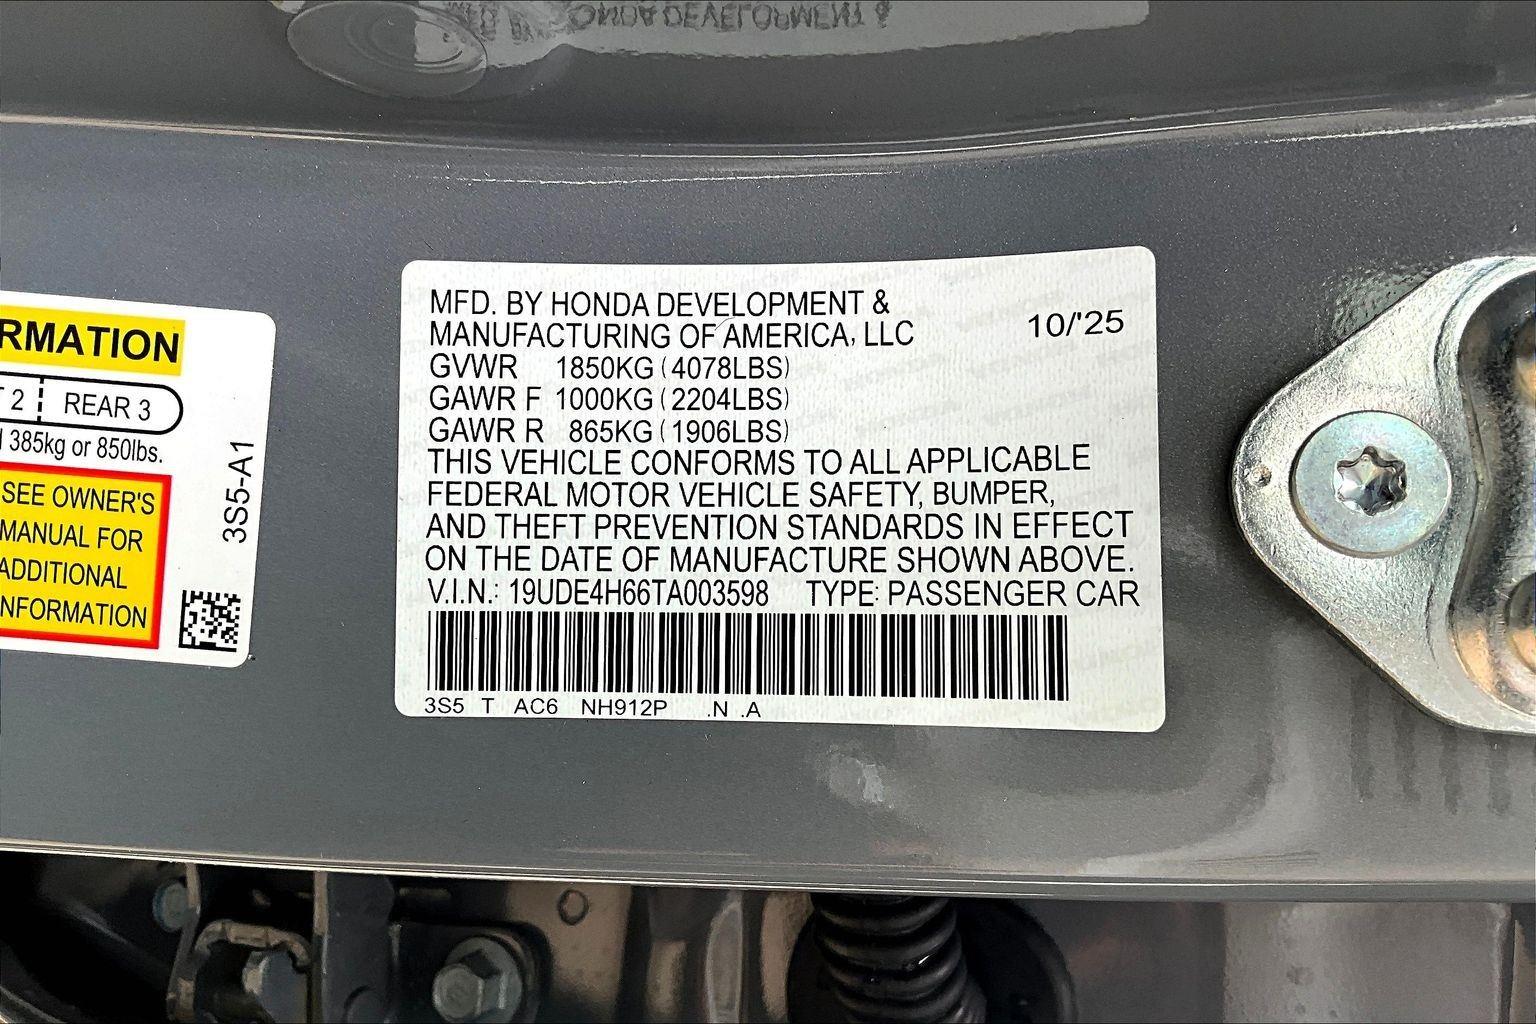 RMATION
T 2 REAR 3
385kg or 850lbs.
SEE OWNER'S
MANUAL FOR
ADDITIONAL
INFORMATION
3S5-A1
MFD. BY HONDA DEVELOPMENT &
MANUFACTURING OF AMERICA, LLC 10/'25
GVWR 1850KG (4078LBS)
GAWR F 1000KG (2204LBS)
GAWR R 865KG (1906LBS)
THIS VEHICLE CONFORMS TO ALL APPLICABLE
FEDERAL MOTOR VEHICLE SAFETY, BUMPER,
AND THEFT PREVENTION STANDARDS IN EFFECT
ON THE DATE OF MANUFACTURE SHOWN ABOVE.
V.I.N.: 19UDE4H66TA003598 TYPE: PASSENGER CAR
3S5 T AC6 NH912P .N .A